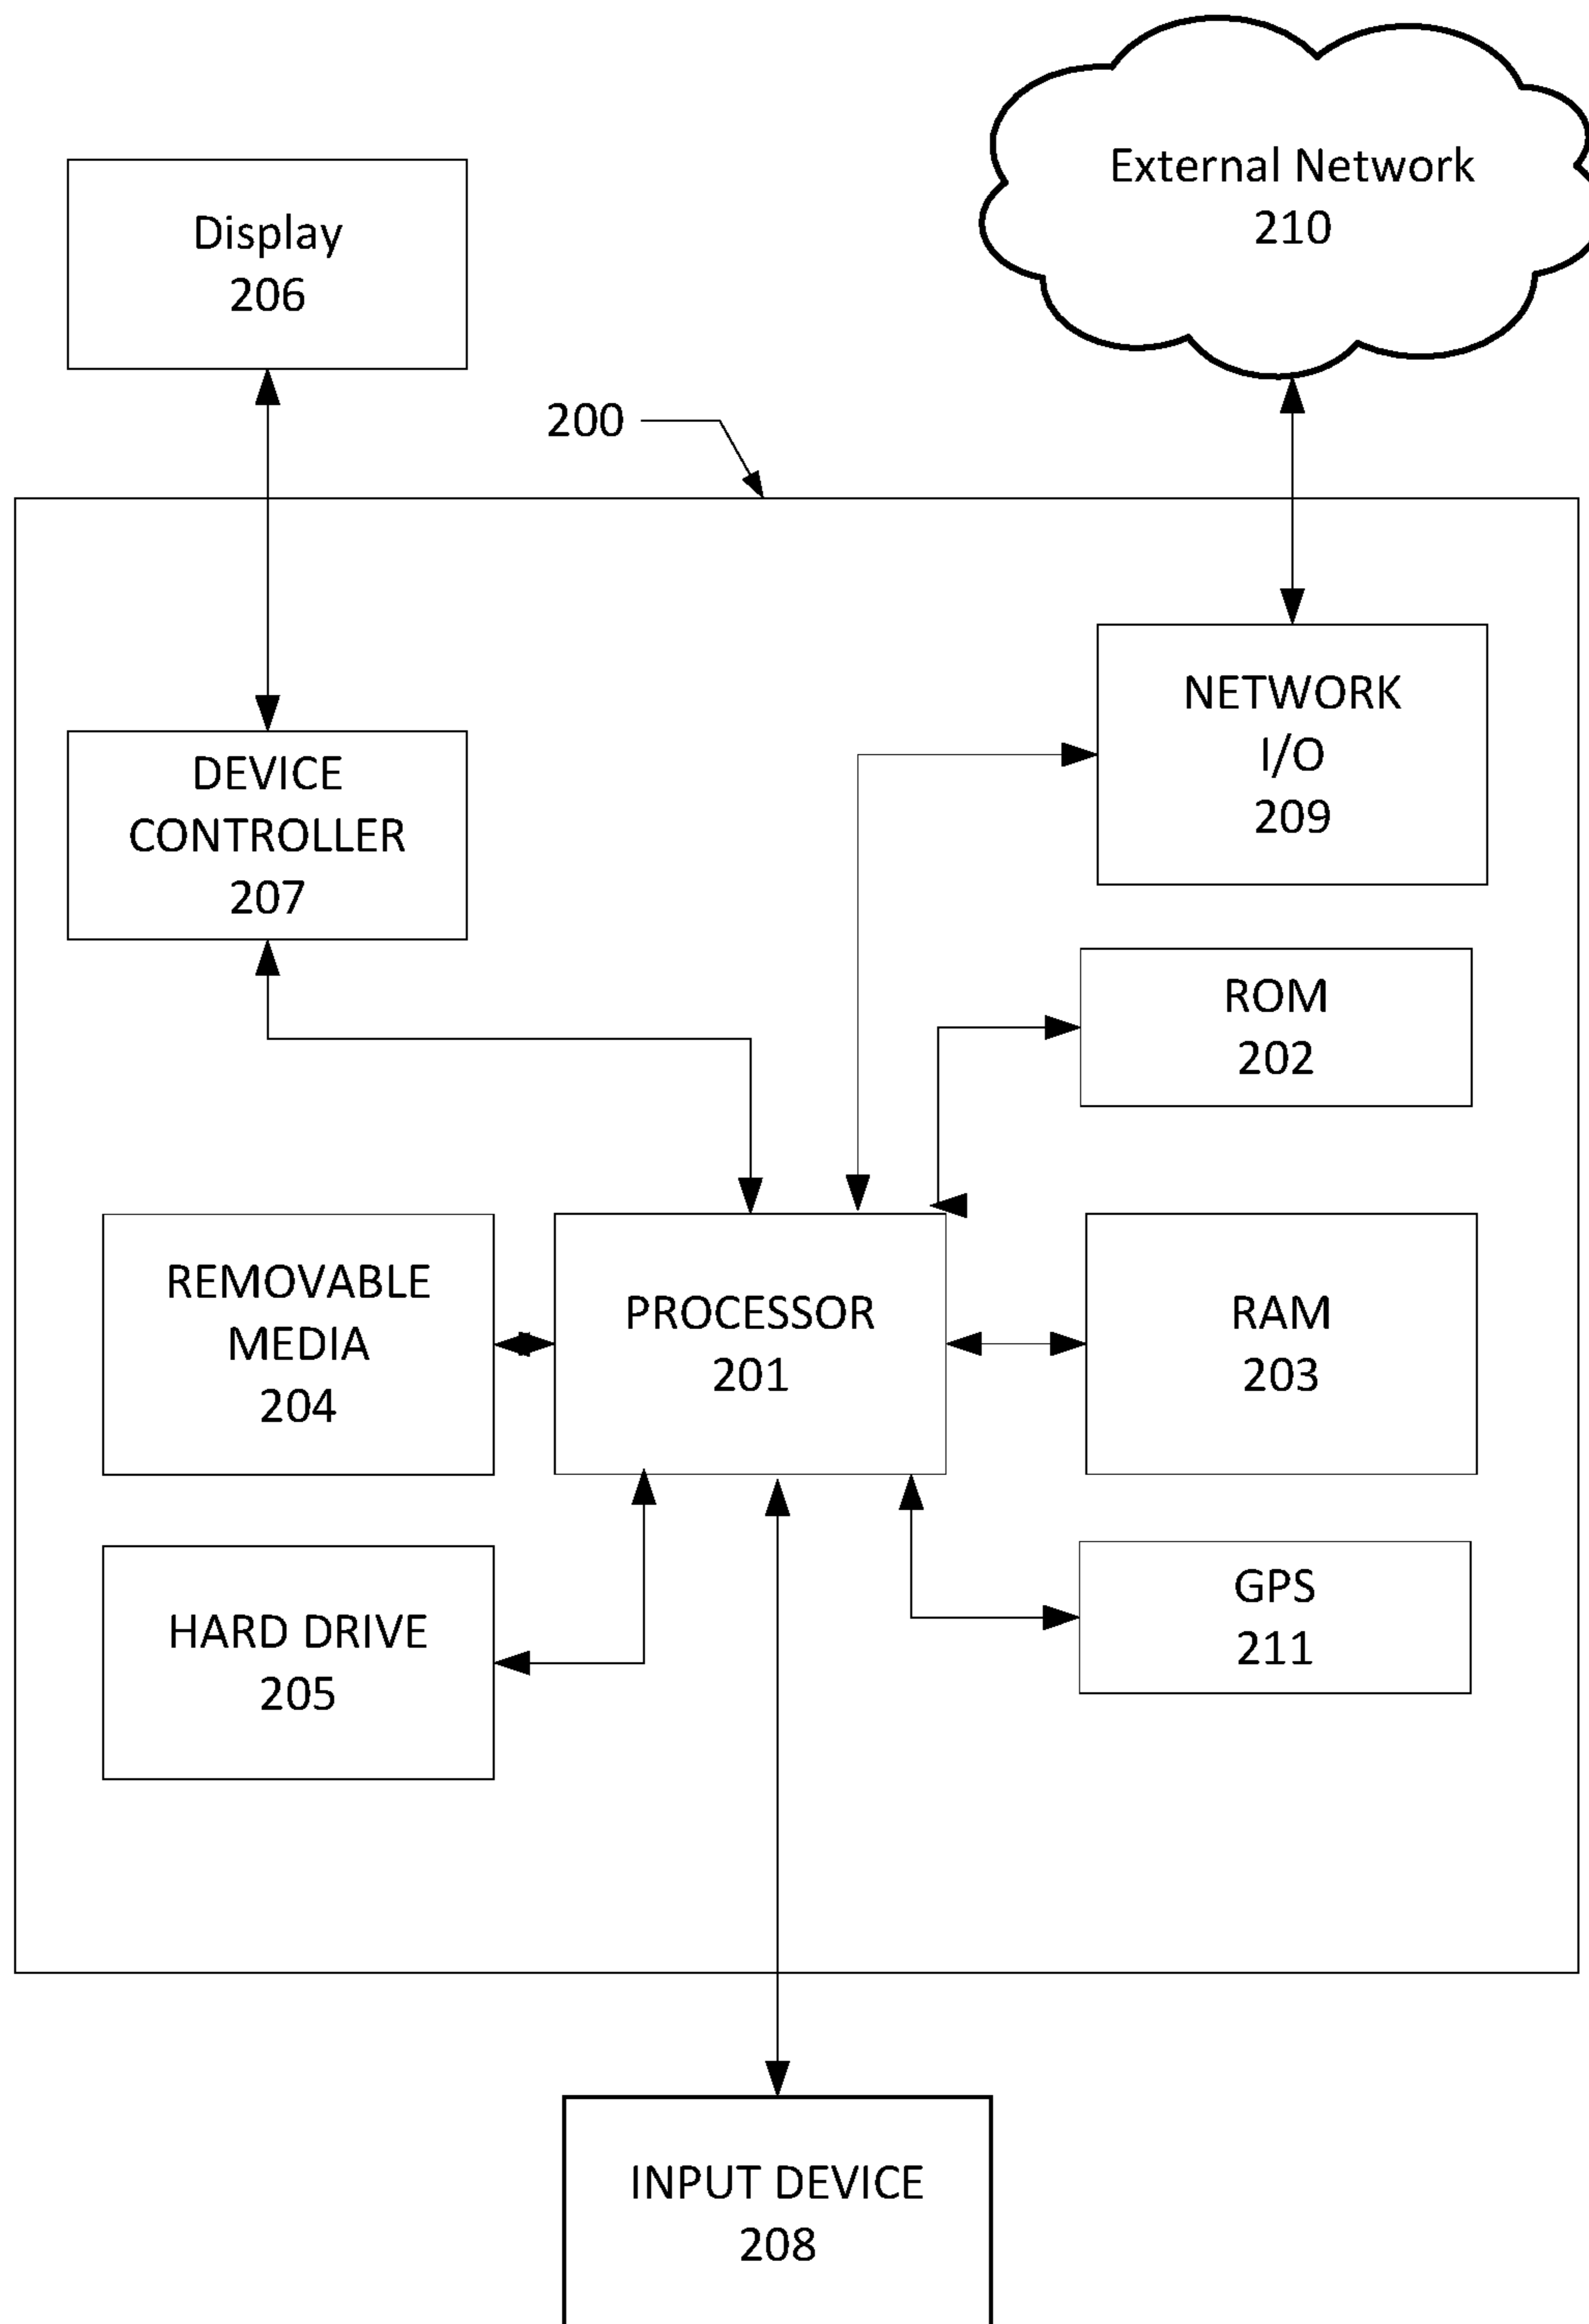 External Network
210
Display
206
200
NETWORK
I/O
209
DEVICE
CONTROLLER
207
ROM
202
REMOVABLE
MEDIA
204
PROCESSOR
201
RAM
203
HARD DRIVE
205
GPS
211
INPUT DEVICE
208